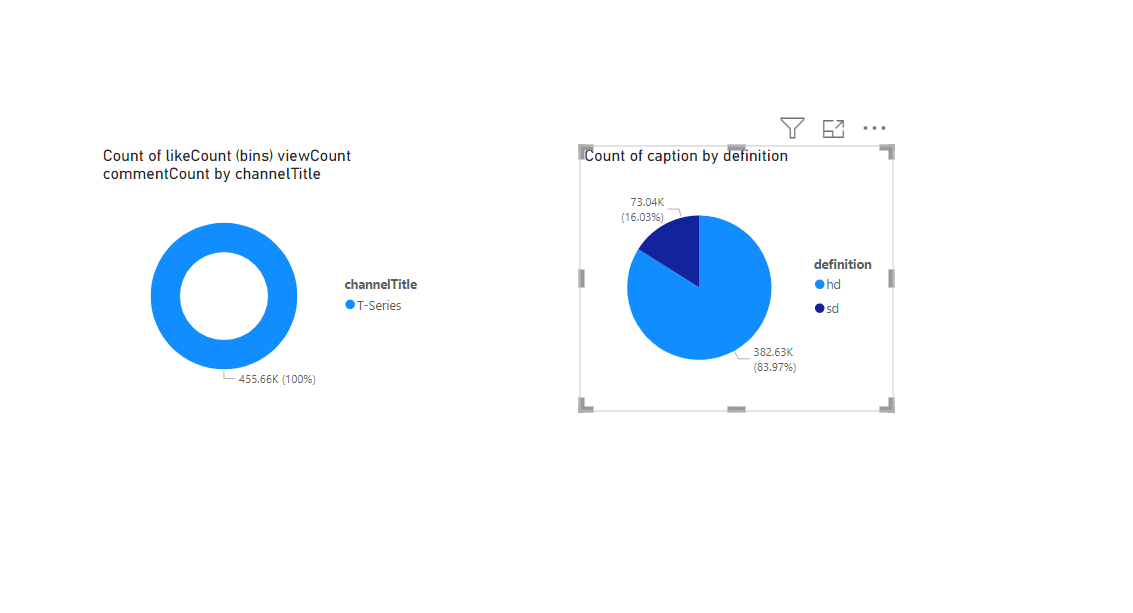 Count of likeCount (bins) viewCount
commentCount by channelTitle
channelTitle
T-Series
455.66K (100%)
Count of caption by definition
73.04K
(16.03%)
definition
hd
sd
382.63K
(83.97%)